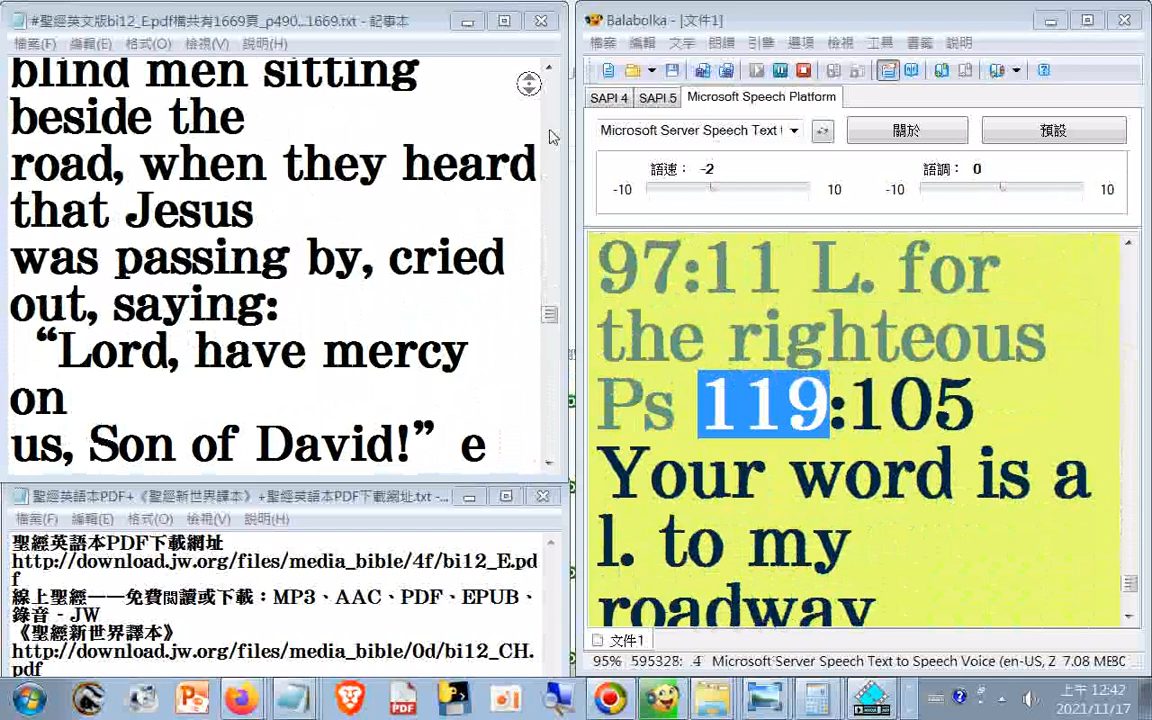 #聖經英文版bi12_E.pdf檔共有1669頁_p490,..1669.txt - 記事本
檔案(F) 編輯(E) 格式(O) 檢視(V) 說明(H)
blind men sitting
beside the
road, when they heard
that Jesus
was passing by, cried
out, saying:
“Lord, have mercy
on
us, Son of David!” e
聖經英語本PDF+《聖經新世界譯本》+聖經英語本PDF下載網址.txt -...
檔案(F) 編輯(E) 格式(O) 檢視(V) 說明(H)
聖經英語本PDF下載網址
http://download.jw.org/files/media_bible/4f/bi12_E.pd
f
線上聖經——免費閱讀或下載：MP3、AAC、PDF、EPUB、
錄音 - JW
《聖經新世界譯本》
http://download.jw.org/files/media_bible/0d/bi12_CH.
pdf
Balabolka - [文件1]
檔案 編輯 文字 朗讀 引擎 選項 檢視 工具 書籤 說明
SAPI 4 SAPI 5 Microsoft Speech Platform
Microsoft Server Speech Text 關於 預設
語速： -2 語調： 0
-10 10 -10 10
97:11 L. for
the righteous
Ps 119:105
Your word is a
l. to my
roadway
文件1
95% 595328: .4 Microsoft Server Speech Text to Speech Voice (en-US, Z 7.08 MEBC
PDF
上午 12:42
2021/11/17